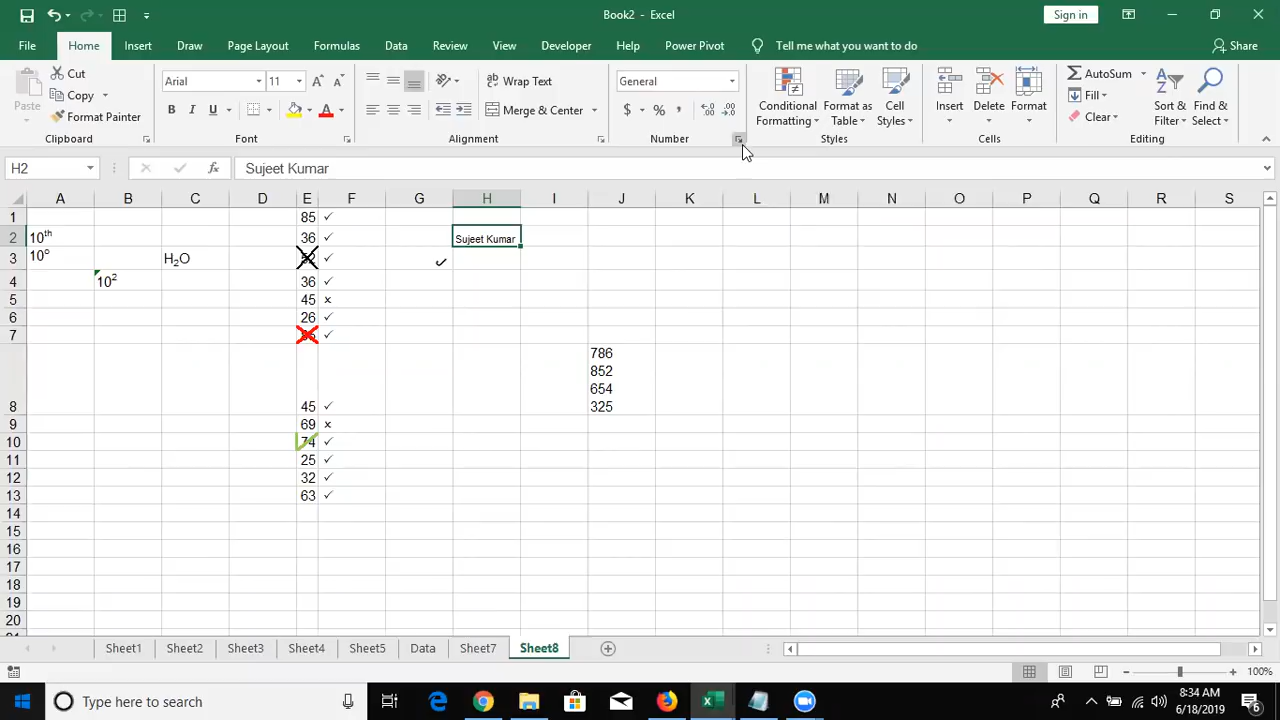 Book2 - Excel
Sign in
File Home Insert Draw Page Layout Formulas Data Review View Developer Help Power Pivot Tell me what you want to do Share
Paste
Cut
Copy
Format Painter
Clipboard
Arial 11
B I U
Font
Wrap Text
Merge & Center
Alignment
General
$ % ,
Number
Conditional Formatting
Format as Table
Cell Styles
Styles
Insert
Delete
Format
Cells
AutoSum
Fill
Clear
Sort & Filter
Find & Select
Editing
H2 fx Sujeet Kumar
A B C D E F G H I J K L M N O P Q R S
1 85 ✓
2 10th 36 ✓ Sujeet Kumar
3 10° H₂O ✓ ✓
4 10² 36 ✓
5 45 x
6 26 ✓
7 ✓
786
852
654
8 45 ✓ 325
9 69 x
10 74 ✓
11 25 ✓
12 32 ✓
13 63 ✓
14
15
16
17
18
19
20
Sheet1 Sheet2 Sheet3 Sheet4 Sheet5 Data Sheet7 Sheet8
100%
Type here to search
8:34 AM
6/18/2019
6